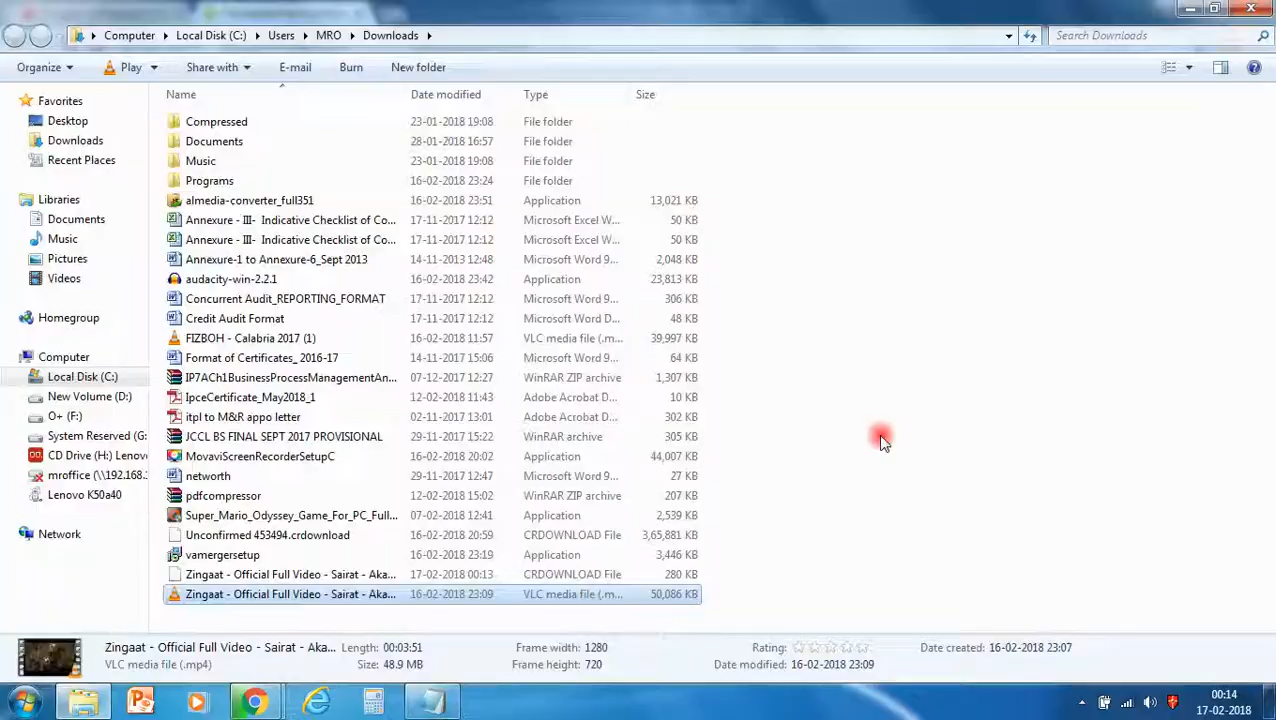 Computer Local Disk (C:) Users MRO Downloads Search Downloads
Organize Play Share with E-mail Burn New folder
Name Date modified Type Size
Favorites
Desktop
Downloads
Recent Places
Libraries
Documents
Music
Pictures
Videos
Homegroup
Computer
Local Disk (C:)
New Volume (D:)
O+ (F:)
System Reserved (G:
CD Drive (H:) Lenovo
mroffice (\\192.168.
Lenovo K50a40
Network
Compressed 23-01-2018 19:08 File folder
Documents 28-01-2018 16:57 File folder
Music 23-01-2018 19:08 File folder
Programs 16-02-2018 23:24 File folder
almedia-converter_full351 16-02-2018 23:51 Application 13,021 KB
Annexure - III- Indicative Checklist of Co... 17-11-2017 12:12 Microsoft Excel W... 50 KB
Annexure - III- Indicative Checklist of Co... 17-11-2017 12:12 Microsoft Excel W... 50 KB
Annexure-1 to Annexure-6_Sept 2013 14-11-2013 12:48 Microsoft Word 9... 2,048 KB
audacity-win-2.2.1 16-02-2018 23:42 Application 23,813 KB
Concurrent Audit_REPORTING_FORMAT 17-11-2017 12:12 Microsoft Word 9... 306 KB
Credit Audit Format 17-11-2017 12:12 Microsoft Word D... 48 KB
FIZBOH - Calabria 2017 (1) 16-02-2018 11:57 VLC media file (.m... 39,997 KB
Format of Certificates_ 2016-17 14-11-2017 15:06 Microsoft Word 9... 64 KB
IP7ACh1BusinessProcessManagementAn... 07-12-2017 12:27 WinRAR ZIP archive 1,307 KB
IpceCertificate_May2018_1 12-02-2018 11:43 Adobe Acrobat D... 10 KB
itpl to M&R appo letter 02-11-2017 13:01 Adobe Acrobat D... 302 KB
JCCL BS FINAL SEPT 2017 PROVISIONAL 29-11-2017 15:22 WinRAR archive 305 KB
MovaviScreenRecorderSetupC 16-02-2018 20:02 Application 44,007 KB
networth 29-11-2017 12:47 Microsoft Word 9... 27 KB
pdfcompressor 12-02-2018 15:02 WinRAR ZIP archive 207 KB
Super_Mario_Odyssey_Game_For_PC_Full... 07-02-2018 12:41 Application 2,539 KB
Unconfirmed 453494.crdownload 16-02-2018 20:59 CRDOWNLOAD File 3,65,881 KB
vamergersetup 16-02-2018 23:19 Application 3,446 KB
Zingaat - Official Full Video - Sairat - Aka... 17-02-2018 00:13 CRDOWNLOAD File 280 KB
Zingaat - Official Full Video - Sairat - Aka... 16-02-2018 23:09 VLC media file (.m... 50,086 KB
Zingaat - Official Full Video - Sairat - Aka... Length: 00:03:51 Frame width: 1280 Rating: Date created: 16-02-2018 23:07
VLC media file (.mp4) Size: 48.9 MB Frame height: 720 Date modified: 16-02-2018 23:09
00:14
17-02-2018